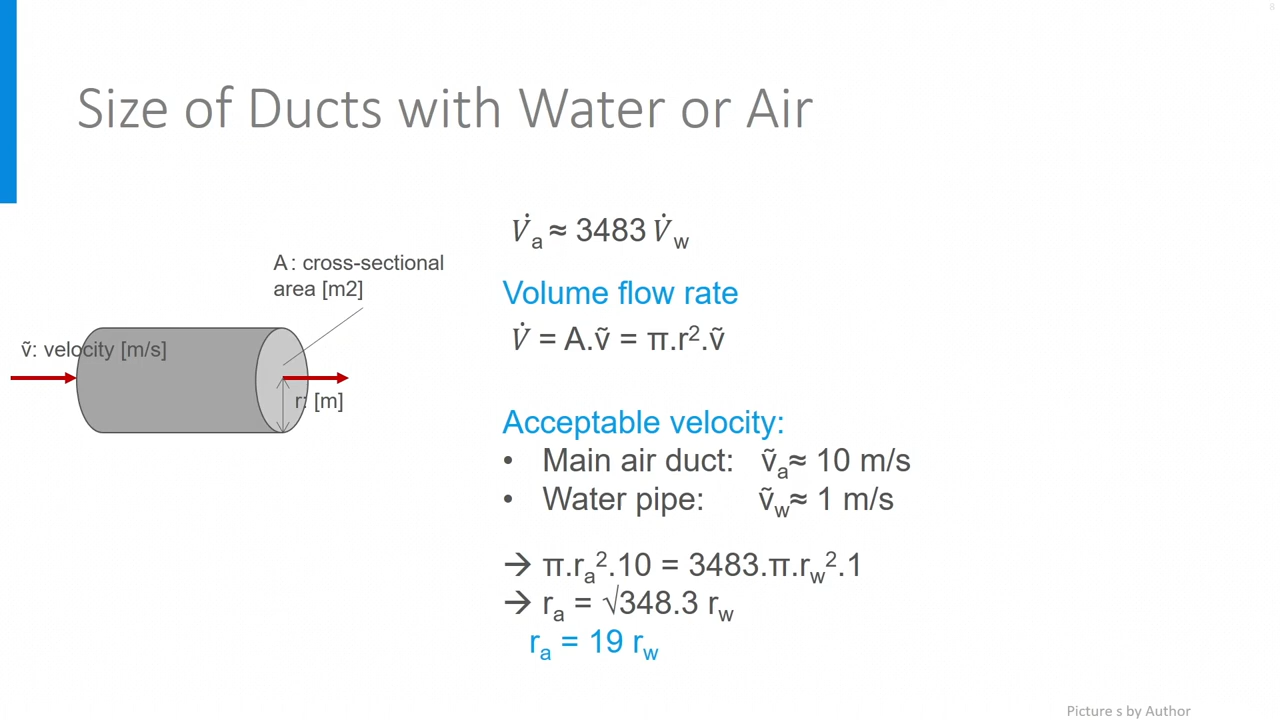 8
Size of Ducts with Water or Air
V̇a ≈ 3483 V̇w
A : cross-sectional
area [m2]
Volume flow rate
V̇ = A.ṽ = π.r².ṽ
ṽ: velocity [m/s]
r: [m]
Acceptable velocity:
• Main air duct: ṽa≈ 10 m/s
• Water pipe: ṽw≈ 1 m/s
→ π.ra².10 = 3483.π.rw².1
→ ra = √348.3 rw
ra = 19 rw
Picture s by Author